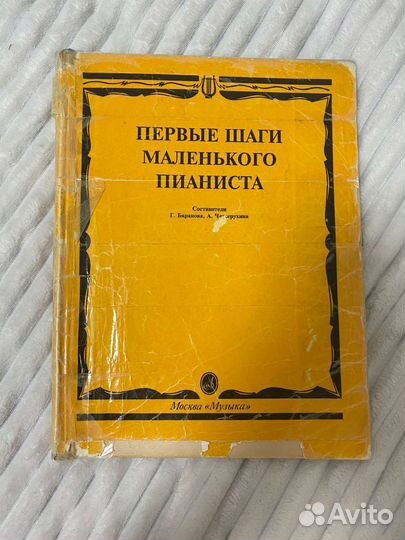 ПЕРВЫЕ ШАГИ
МАЛЕНЬКОГО
ПИАНИСТА
Составители
Г. Баранова, А. Четверухина
Москва «Музыка»
Avito